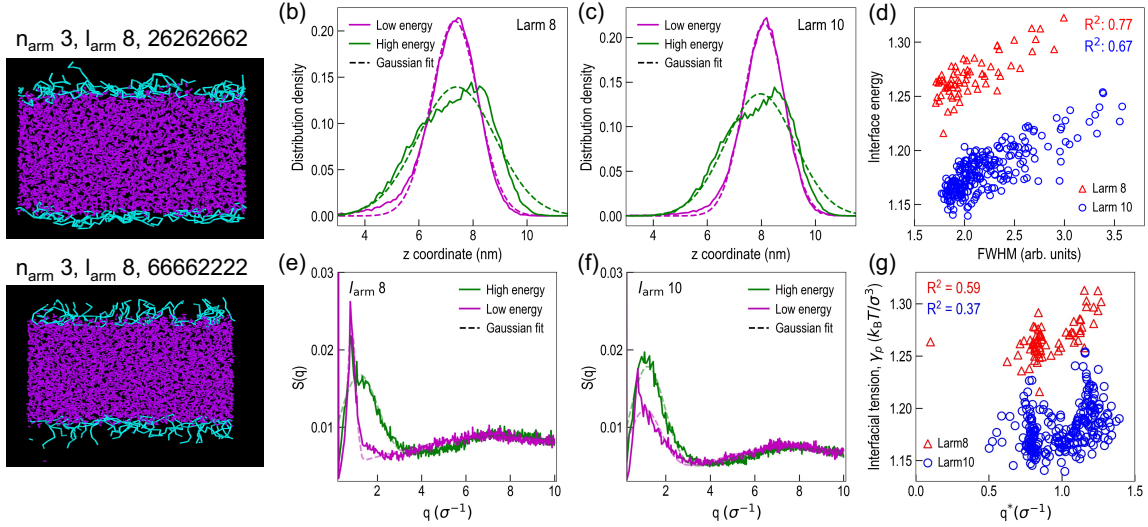 n_arm 3, l_arm 8, 26262662
n_arm 3, l_arm 8, 66662222
(b)
Low energy
High energy
Gaussian fit
Larm 8
Distribution density
0.20
0.15
0.10
0.05
0.00
4
6
8
10
z coordinate (nm)
(c)
Low energy
High energy
Gaussian fit
Larm 10
Distribution density
0.20
0.15
0.10
0.05
0.00
4
6
8
10
z coordinate (nm)
(d)
R²: 0.77
R²: 0.67
Interface energy
1.30
1.25
1.20
1.15
Larm 8
Larm 10
1.5
2.0
2.5
3.0
3.5
FWHM (arb. units)
(e)
l_arm 8
High energy
Low energy
Gaussian fit
S(q)
0.03
0.02
0.01
2
4
6
8
10
q (σ⁻¹)
(f)
l_arm 10
High energy
Low energy
Gaussian fit
S(q)
0.03
0.02
0.01
2
4
6
8
10
q (σ⁻¹)
(g)
R² = 0.59
R² = 0.37
Interfacial tension, γ_p (k_BT/σ³)
1.30
1.25
1.20
1.15
Larm8
Larm10
0.0
0.5
1.0
1.5
q*(σ⁻¹)